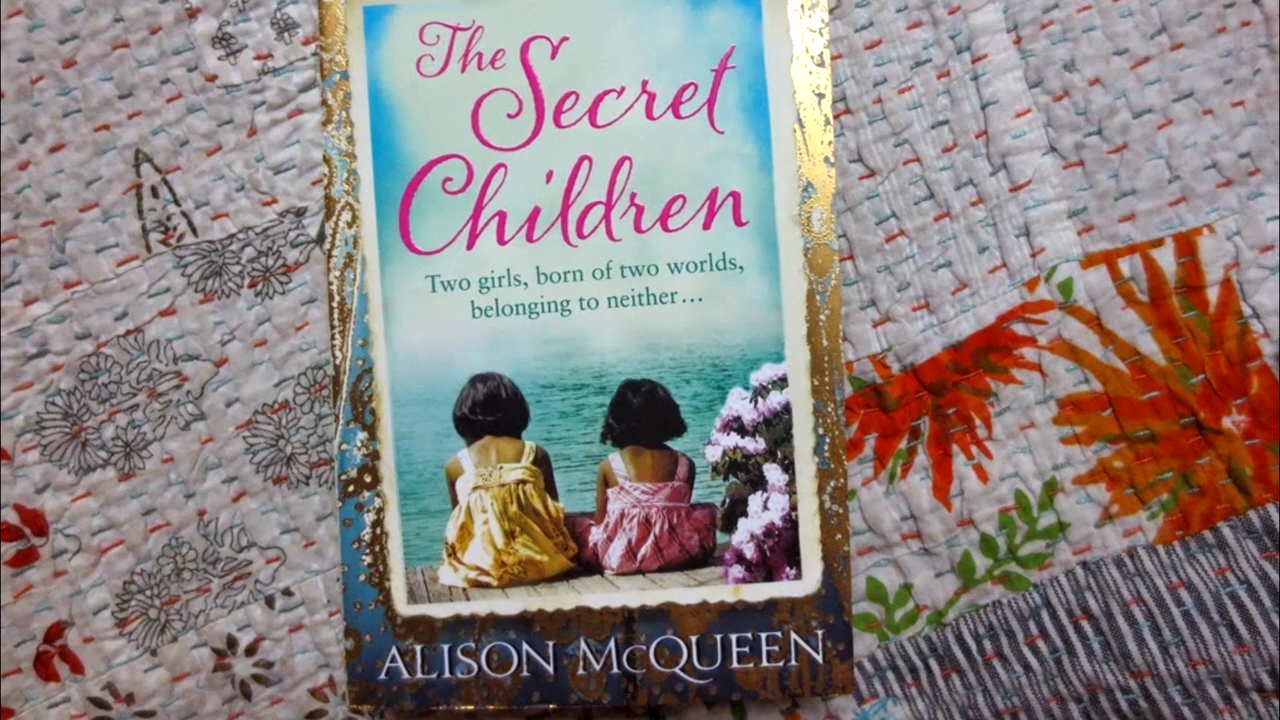 The
Secret
Children
Two girls, born of two worlds,
belonging to neither...
ALISON McQUEEN